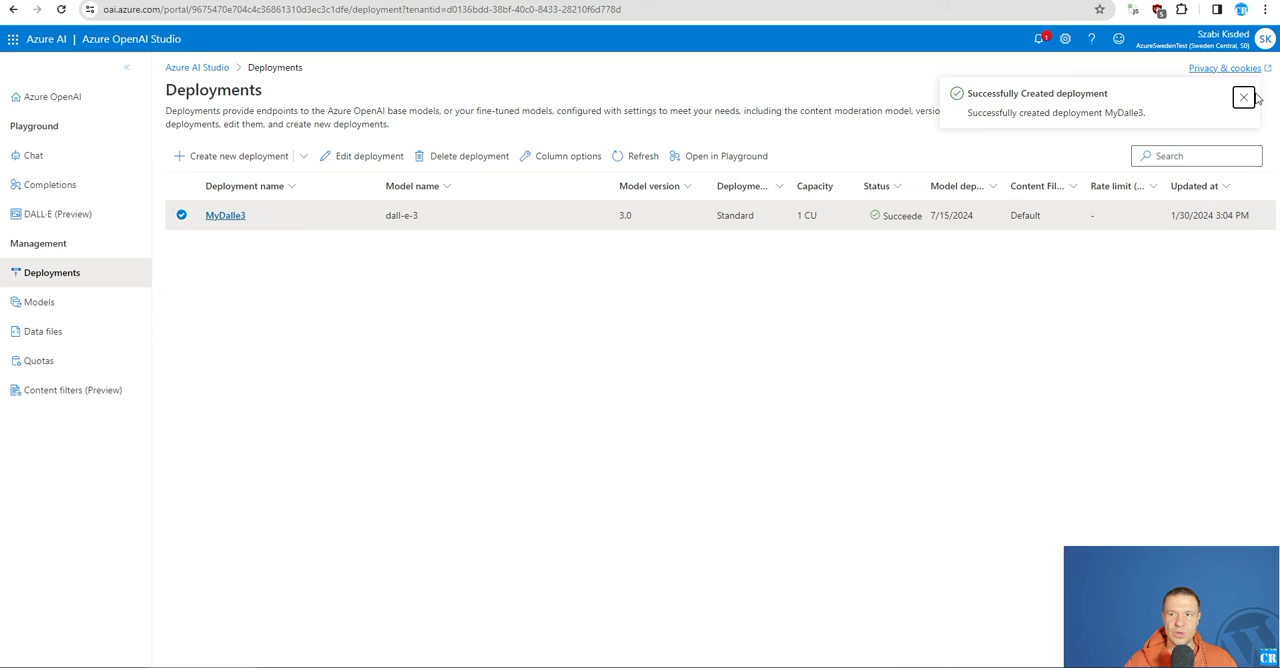 oai.azure.com/portal/9675470e704c4c36861310d3ec3c1dfe/deployment?tenantid=d0136bdd-38bf-40c0-8433-28210f6d778d
Azure AI | Azure OpenAI Studio
1
Szabi Kisded
AzureSwedenTest (Sweden Central, S0)
SK
Azure AI Studio > Deployments
Privacy & cookies
Deployments
Successfully Created deployment
Successfully created deployment MyDalle3.
Deployments provide endpoints to the Azure OpenAI base models, or your fine-tuned models, configured with settings to meet your needs, including the content moderation model, versio
deployments, edit them, and create new deployments.
Create new deployment
Edit deployment
Delete deployment
Column options
Refresh
Open in Playground
Search
Deployment name
Model name
Model version
Deployme...
Capacity
Status
Model dep...
Content Fil...
Rate limit (...
Updated at
MyDalle3
dall-e-3
3.0
Standard
1 CU
Succeede
7/15/2024
Default
-
1/30/2024 3:04 PM
Azure OpenAI
Playground
Chat
Completions
DALL-E (Preview)
Management
Deployments
Models
Data files
Quotas
Content filters (Preview)
CR